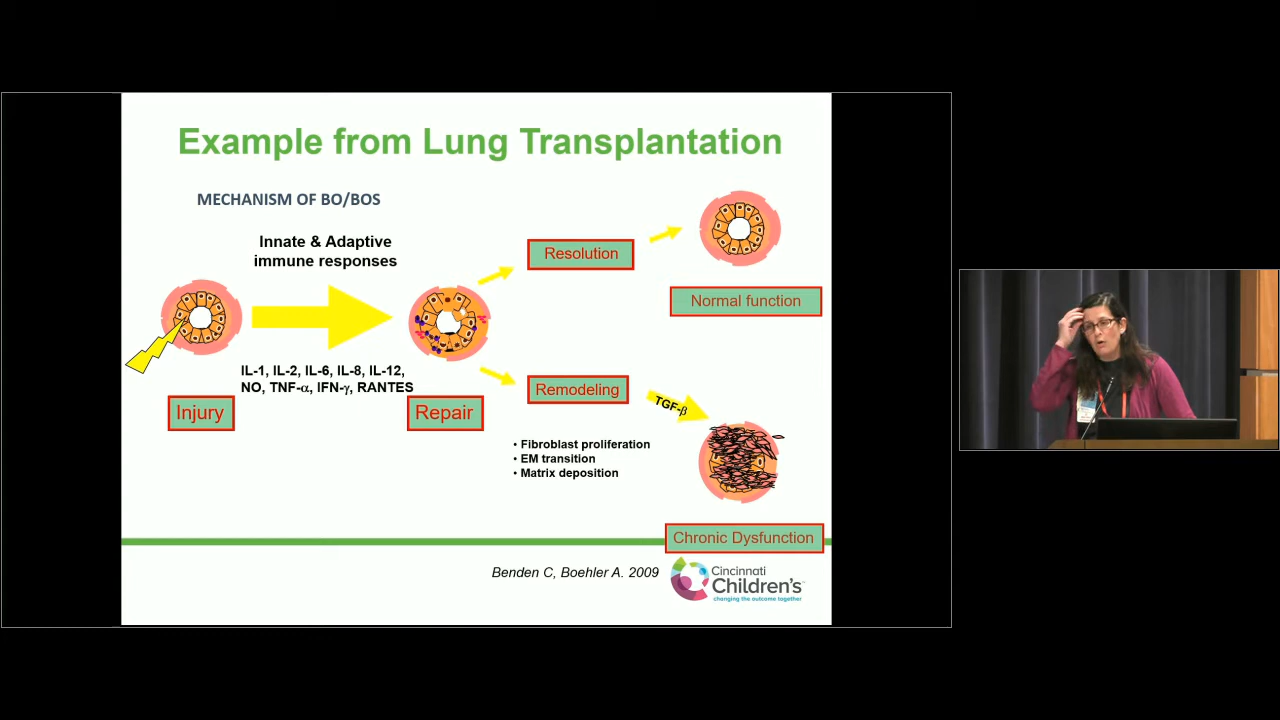 Example from Lung Transplantation
MECHANISM OF BO/BOS
Innate & Adaptive
immune responses
IL-1, IL-2, IL-6, IL-8, IL-12,
NO, TNF-α, IFN-γ, RANTES
Injury
Repair
Resolution
Normal function
Remodeling
TGF-β
• Fibroblast proliferation
• EM transition
• Matrix deposition
Chronic Dysfunction
Benden C, Boehler A. 2009
Cincinnati
Children's™
changing the outcome together